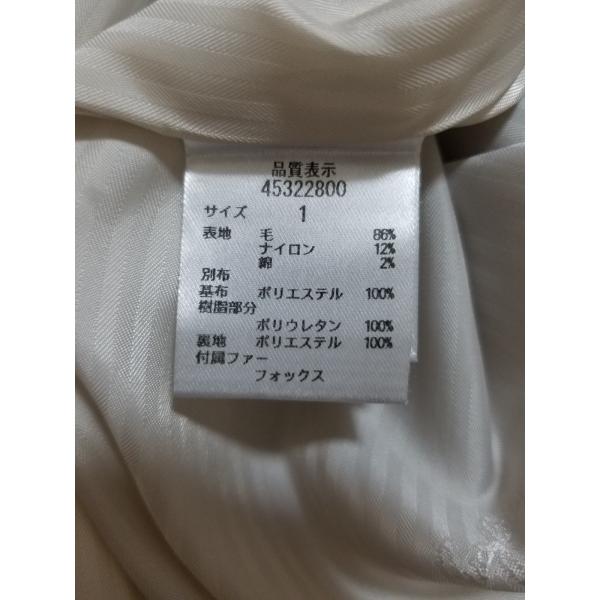 品質表示
45322800
サイズ 1
表地 毛 86%
ナイロン 12%
綿 2%
別布
基布 ポリエステル 100%
樹脂部分
ポリウレタン 100%
裏地 ポリエステル 100%
付属ファー
フォックス